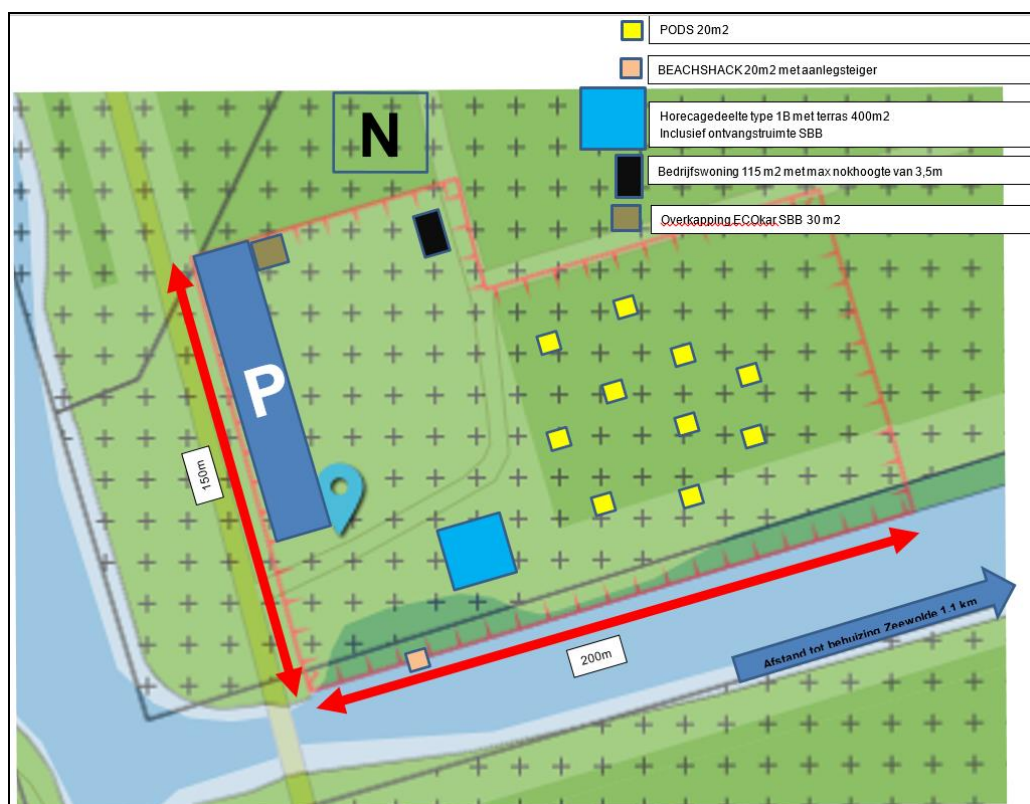 PODS 20m2
BEACHSHACK 20m2 met aanlegsteiger
Horecagedeelte type 1B met terras 400m2
Inclusief ontvangstruimte SBB
Bedrijfswoning 115 m2 met max nokhoogte van 3,5m
Overkapping ECOkar SBB 30 m2
N
P
150m
200m
Afstand tot behuizing Zeewolde 1.1 km